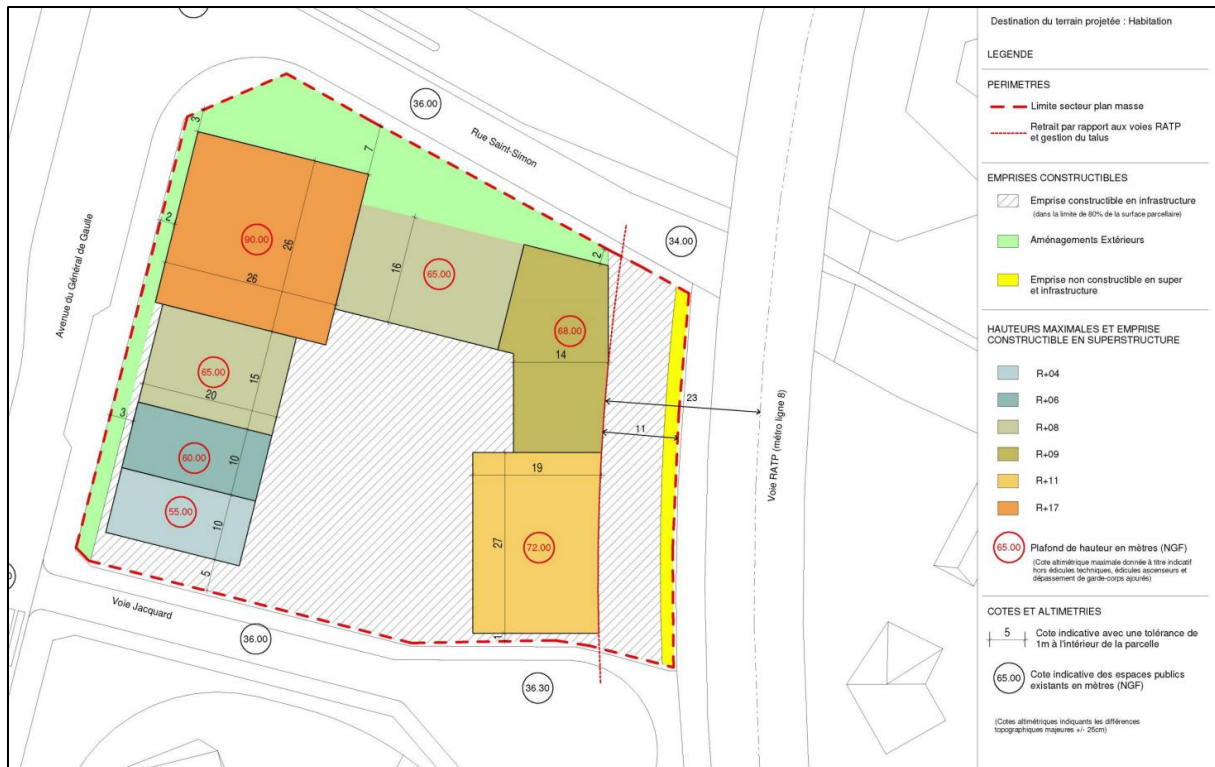 36.00
Rue Saint-Simon
34.00
Avenue du Général de Gaulle
3
7
2
90.00
26
26
16
65.00
2
68.00
14
65.00
15
20
3
60.00
10
55.00
10
5
23
11
Voie RATP (métro ligne 8)
19
27
72.00
1
Voie Jacquard
36.00
36.30
Destination du terrain projetée : Habitation
LEGENDE
PERIMETRES
Limite secteur plan masse
Retrait par rapport aux voies RATP
et gestion du talus
EMPRISES CONSTRUCTIBLES
Emprise constructible en infrastructure
(dans la limite de 80% de la surface parcellaire)
Aménagements Extérieurs
Emprise non constructible en super
et infrastructure
HAUTEURS MAXIMALES ET EMPRISE
CONSTRUCTIBLE EN SUPERSTRUCTURE
R+04
R+06
R+08
R+09
R+11
R+17
65.00 Plafond de hauteur en mètres (NGF)
(Cote altimétrique maximale donnée à titre indicatif
hors édicules techniques, édicules ascenseurs et
dépassement de garde-corps ajourés)
COTES ET ALTIMETRIES
5 Cote indicative avec une tolérance de
1m à l'intérieur de la parcelle
65.00 Cote indicative des espaces publics
existants en mètres (NGF)
(Cotes altimétriques indiquants les différences
topographiques majeures +/- 25cm)